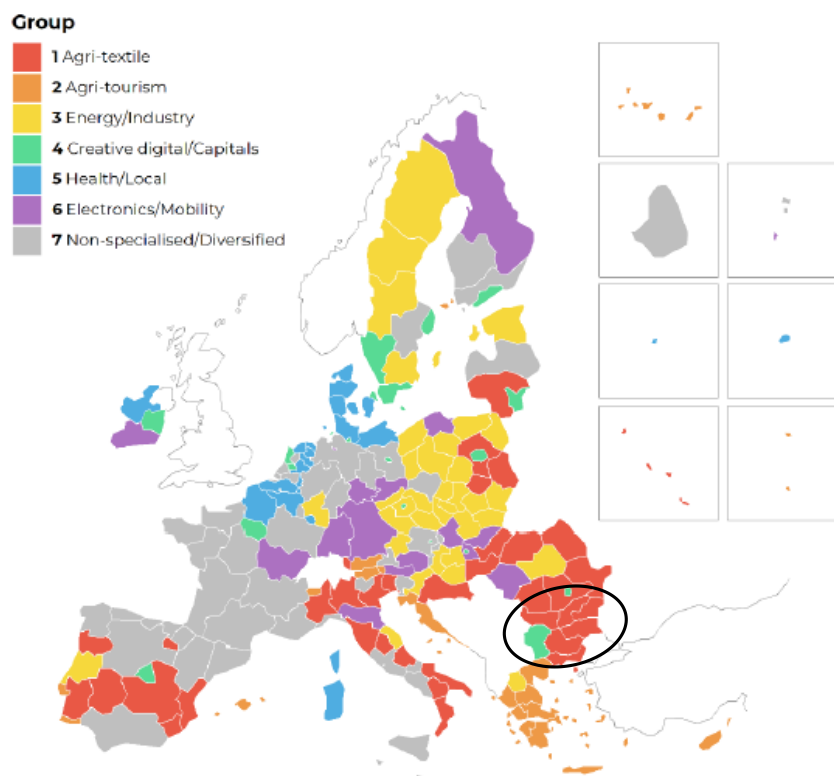 Group
1 Agri-textile
2 Agri-tourism
3 Energy/Industry
4 Creative digital/Capitals
5 Health/Local
6 Electronics/Mobility
7 Non-specialised/Diversified